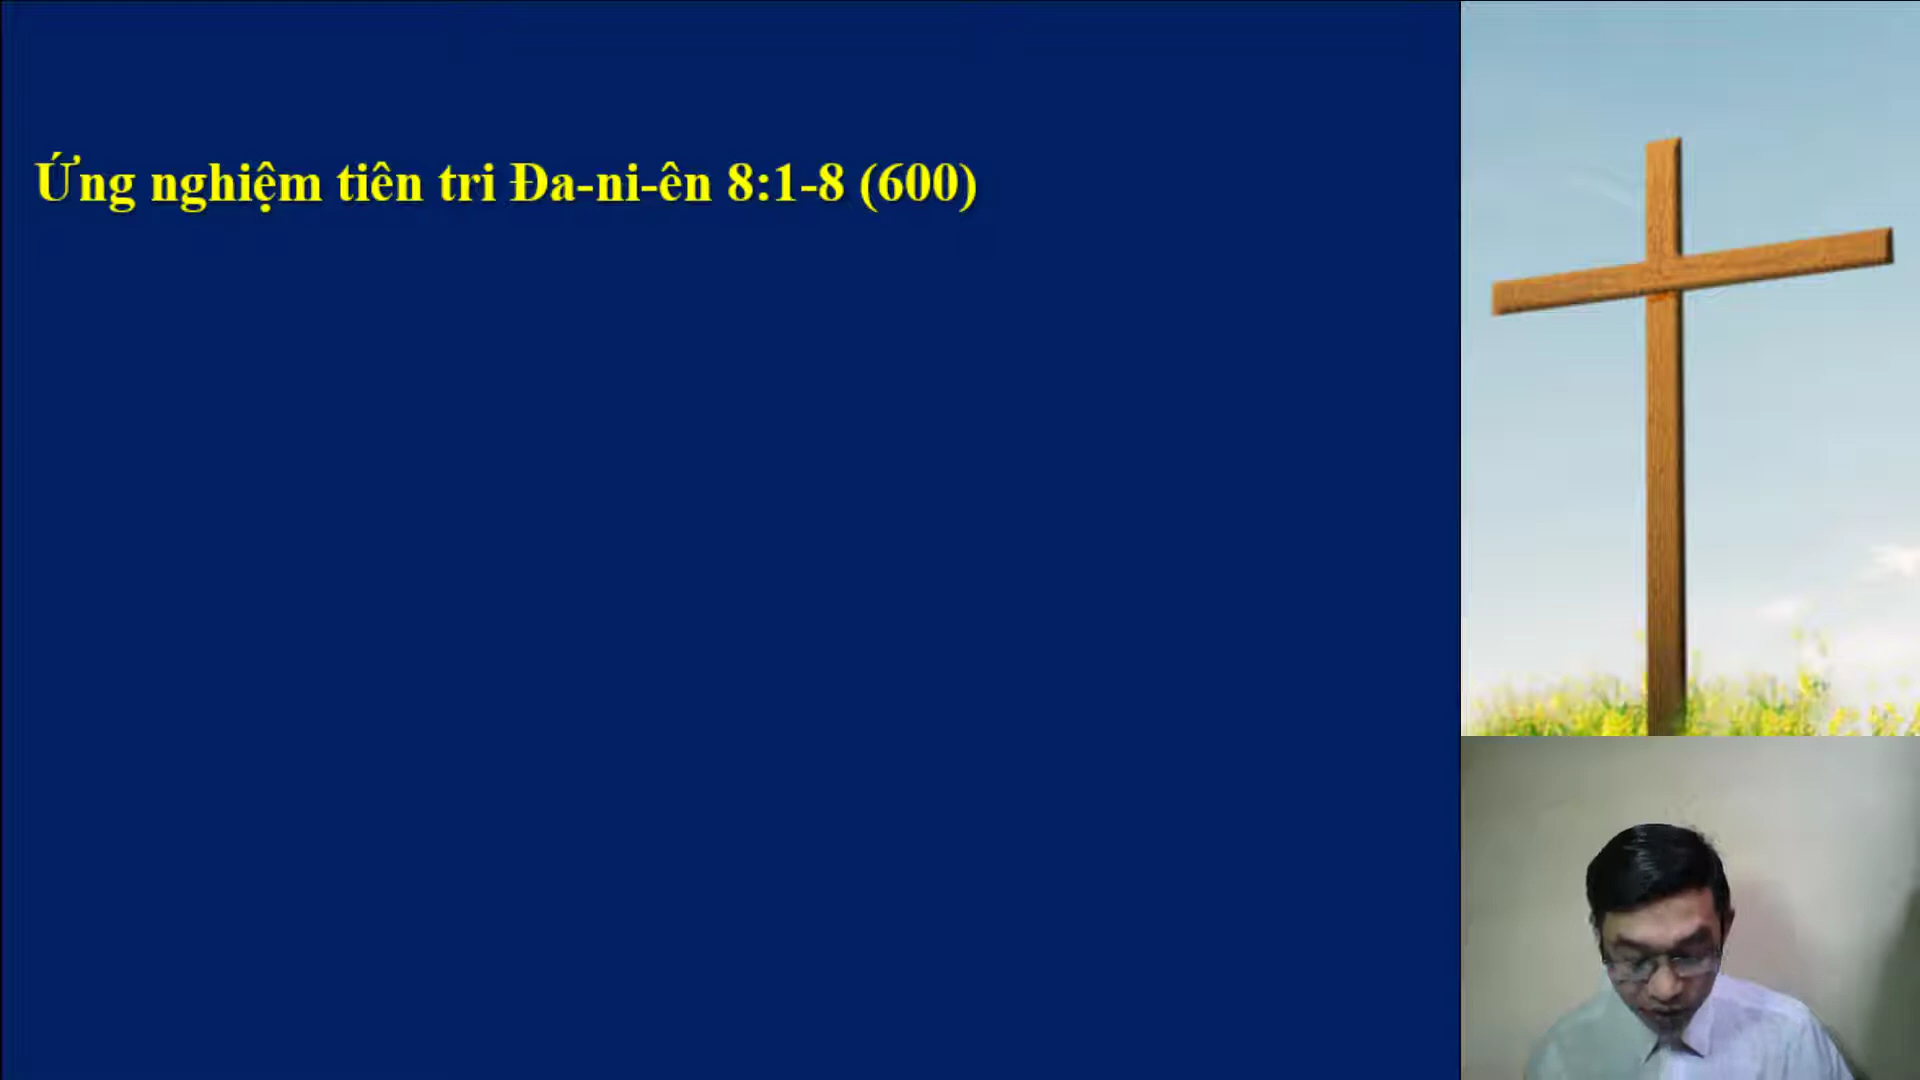 Ứng nghiệm tiên tri Đa-ni-ên 8:1-8 (600)